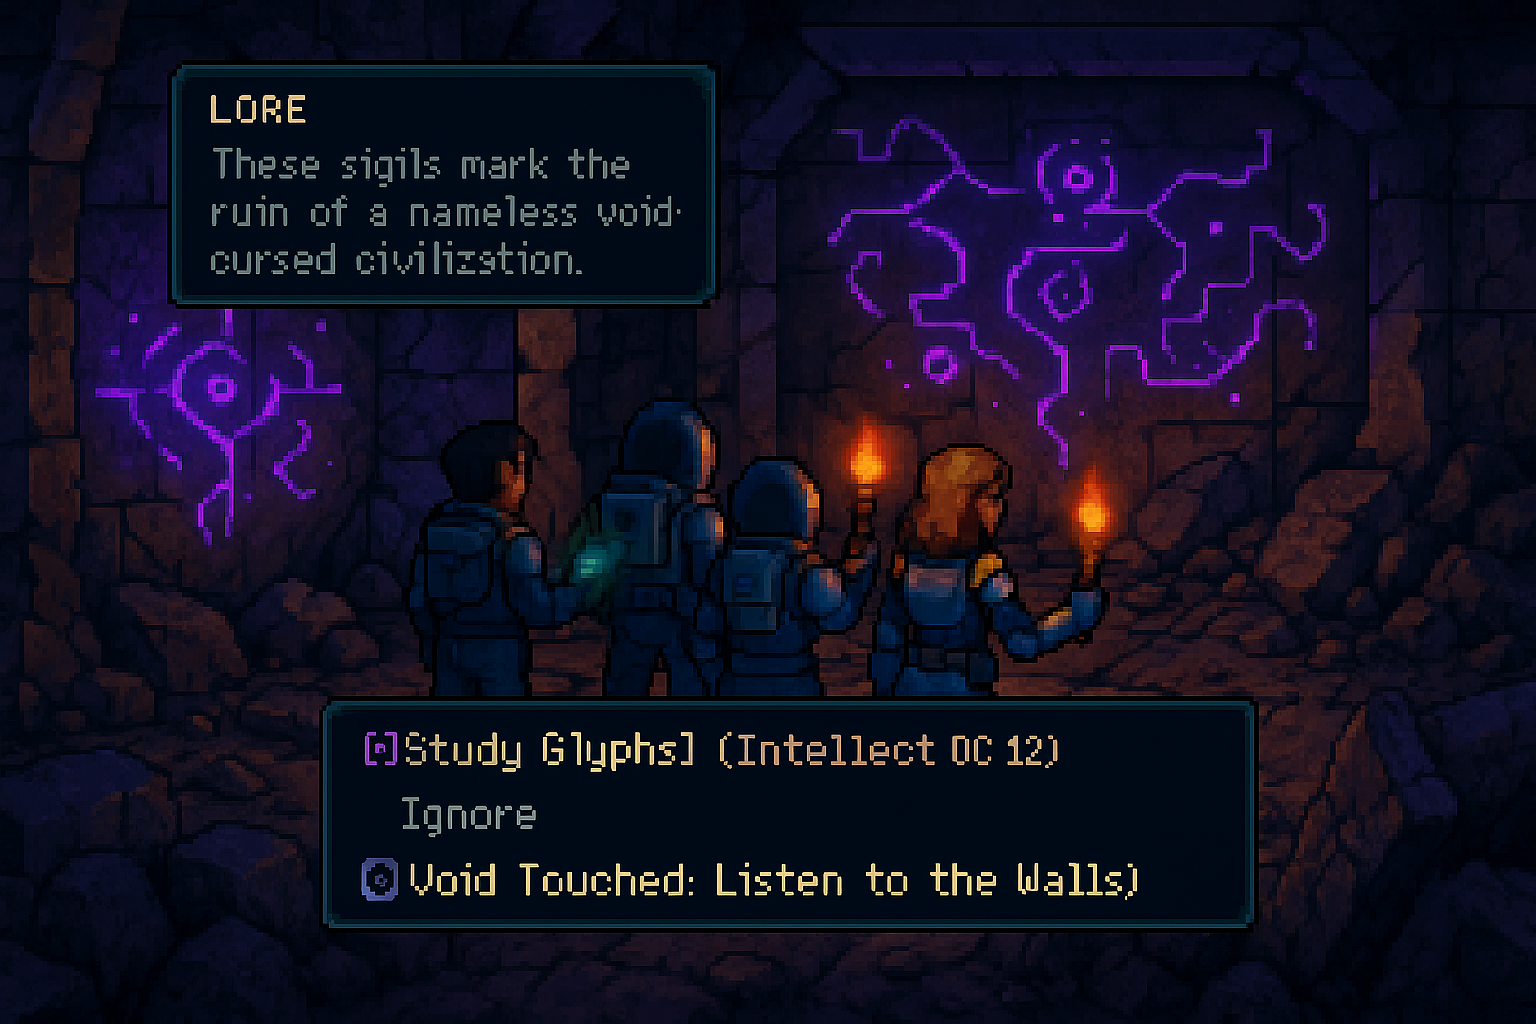 LORE
These sigils mark the
ruin of a nameless void-
cursed civilization.
[•]Study Glyphs] (Intellect DC 12)
Ignore
Void Touched: Listen to the Walls)